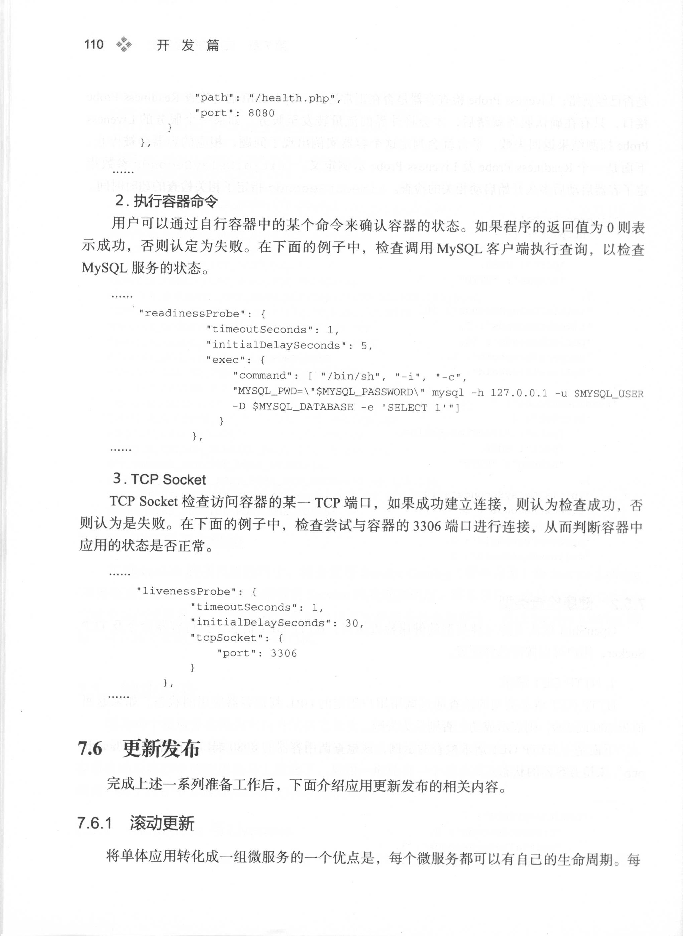 110 开 发 篇
"path": "/health.php",
"port": 8080
}
},
......
2. 执行容器命令
用户可以通过自行容器中的某个命令来确认容器的状态。如果程序的返回值为 0 则表
示成功，否则认定为失败。在下面的例子中，检查调用 MySQL 客户端执行查询，以检查
MySQL 服务的状态。
......
"readinessProbe": {
"timeoutSeconds": 1,
"initialDelaySeconds": 5,
"exec": {
"command": [ "/bin/sh", "-i", "-c",
"MYSQL_PWD=\"$MYSQL_PASSWORD\" mysql -h 127.0.0.1 -u $MYSQL_USER
-D $MYSQL_DATABASE -e 'SELECT 1'"]
}
},
......
3. TCP Socket
TCP Socket 检查访问容器的某一 TCP 端口，如果成功建立连接，则认为检查成功，否
则认为是失败。在下面的例子中，检查尝试与容器的 3306 端口进行连接，从而判断容器中
应用的状态是否正常。
......
"livenessProbe": {
"timeoutSeconds": 1,
"initialDelaySeconds": 30,
"tcpSocket": {
"port": 3306
}
},
......
7.6 更新发布
完成上述一系列准备工作后，下面介绍应用更新发布的相关内容。
7.6.1 滚动更新
将单体应用转化成一组微服务的一个优点是，每个微服务都可以有自己的生命周期。每